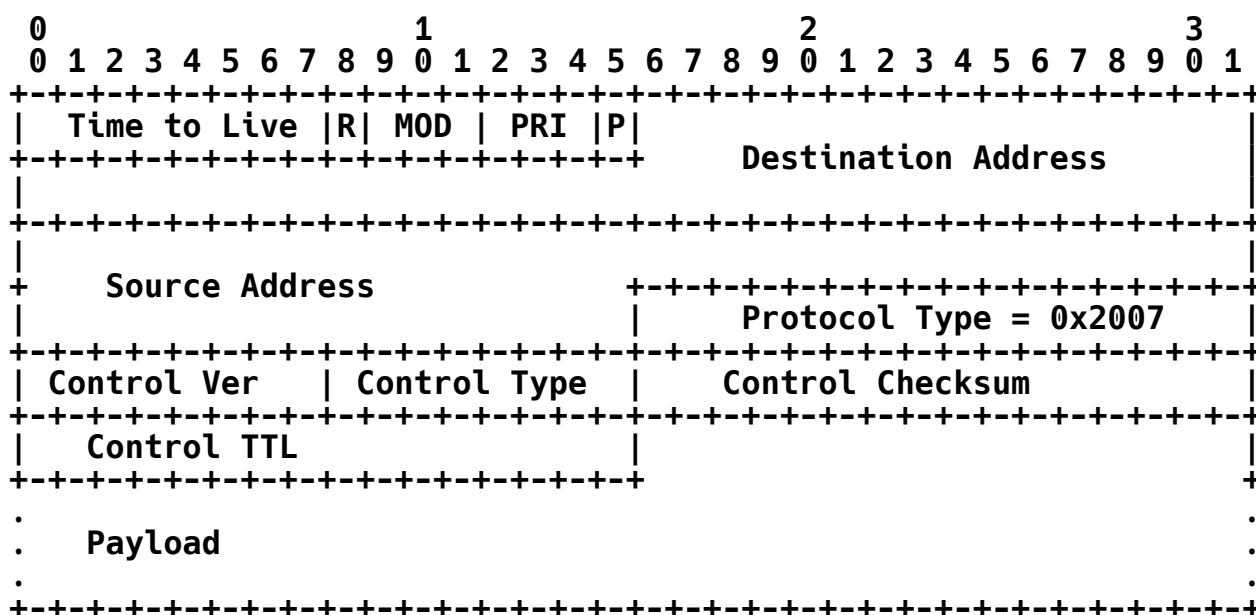 0                   1                   2                   3
 0 1 2 3 4 5 6 7 8 9 0 1 2 3 4 5 6 7 8 9 0 1 2 3 4 5 6 7 8 9 0 1
+-+-+-+-+-+-+-+-+-+-+-+-+-+-+-+-+-+-+-+-+-+-+-+-+-+-+-+-+-+-+-+-+
|  Time to Live |R| MOD | PRI |P|                               |
+-+-+-+-+-+-+-+-+-+-+-+-+-+-+-+-+     Destination Address       |
|                                                               |
+-+-+-+-+-+-+-+-+-+-+-+-+-+-+-+-+-+-+-+-+-+-+-+-+-+-+-+-+-+-+-+-+
|                                                               |
+    Source Address             +-+-+-+-+-+-+-+-+-+-+-+-+-+-+-+-+
|                               |     Protocol Type = 0x2007    |
+-+-+-+-+-+-+-+-+-+-+-+-+-+-+-+-+-+-+-+-+-+-+-+-+-+-+-+-+-+-+-+-+
| Control Ver   | Control Type  |    Control Checksum           |
+-+-+-+-+-+-+-+-+-+-+-+-+-+-+-+-+-+-+-+-+-+-+-+-+-+-+-+-+-+-+-+-+
|   Control TTL                 |                               |
+-+-+-+-+-+-+-+-+-+-+-+-+-+-+-+-+                               +
.                                                               .
.   Payload                                                     .
.                                                               .
+-+-+-+-+-+-+-+-+-+-+-+-+-+-+-+-+-+-+-+-+-+-+-+-+-+-+-+-+-+-+-+-+